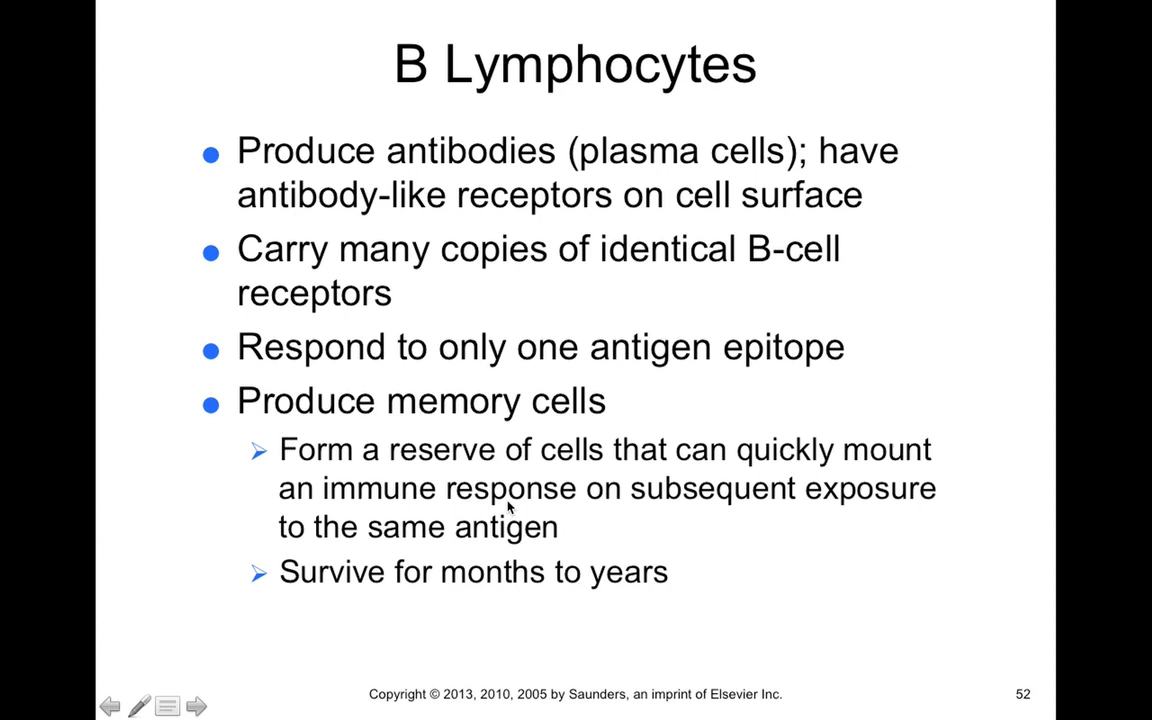 B Lymphocytes
Produce antibodies (plasma cells); have
antibody-like receptors on cell surface
Carry many copies of identical B-cell
receptors
Respond to only one antigen epitope
Produce memory cells
Form a reserve of cells that can quickly mount
an immune response on subsequent exposure
to the same antigen
Survive for months to years
Copyright © 2013, 2010, 2005 by Saunders, an imprint of Elsevier Inc.
52